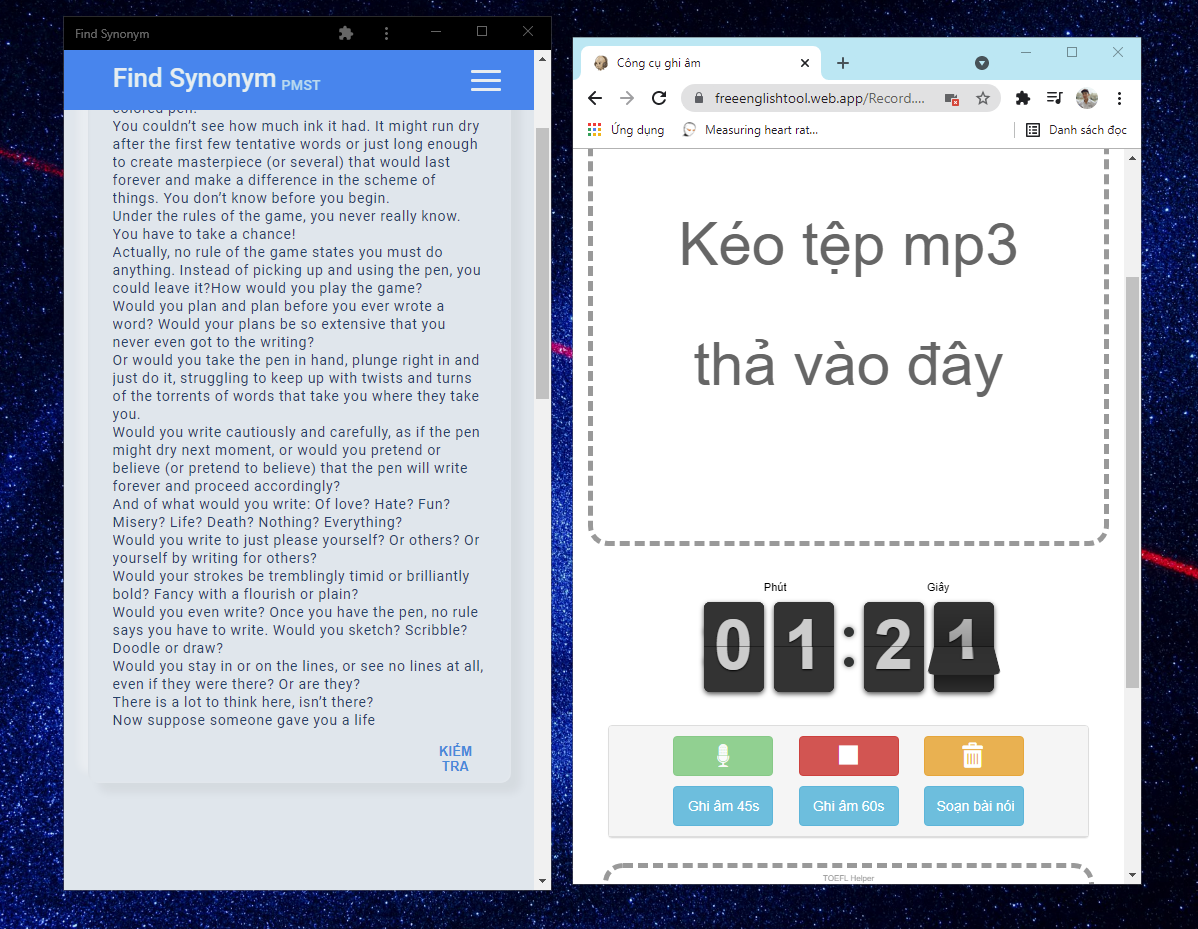 Find Synonym
Find Synonym PMST
colored pen.
You couldn’t see how much ink it had. It might run dry
after the first few tentative words or just long enough
to create masterpiece (or several) that would last
forever and make a difference in the scheme of
things. You don’t know before you begin.
Under the rules of the game, you never really know.
You have to take a chance!
Actually, no rule of the game states you must do
anything. Instead of picking up and using the pen, you
could leave it?How would you play the game?
Would you plan and plan before you ever wrote a
word? Would your plans be so extensive that you
never even got to the writing?
Or would you take the pen in hand, plunge right in and
just do it, struggling to keep up with twists and turns
of the torrents of words that take you where they take
you.
Would you write cautiously and carefully, as if the pen
might dry next moment, or would you pretend or
believe (or pretend to believe) that the pen will write
forever and proceed accordingly?
And of what would you write: Of love? Hate? Fun?
Misery? Life? Death? Nothing? Everything?
Would you write to just please yourself? Or others? Or
yourself by writing for others?
Would your strokes be tremblingly timid or brilliantly
bold? Fancy with a flourish or plain?
Would you even write? Once you have the pen, no rule
says you have to write. Would you sketch? Scribble?
Doodle or draw?
Would you stay in or on the lines, or see no lines at all,
even if they were there? Or are they?
There is a lot to think here, isn’t there?
Now suppose someone gave you a life
KIỂM
TRA
Công cụ ghi âm
freeenglishtool.web.app/Record....
Ứng dụng
Measuring heart rat...
Danh sách đọc
Kéo tệp mp3
thả vào đây
Phút
Giây
01:21
Ghi âm 45s
Ghi âm 60s
Soạn bài nói
TOEFL Helper